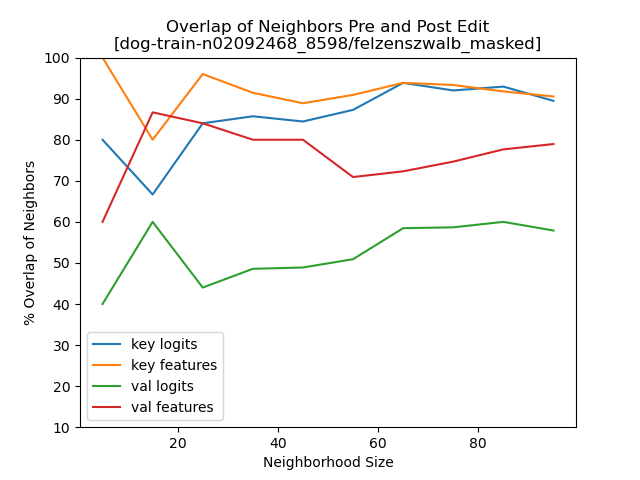 Overlap of Neighbors Pre and Post Edit
[dog-train-n02092468_8598/felzenszwalb_masked]
% Overlap of Neighbors
100
90
80
70
60
50
40
30
20
10
key logits
key features
val logits
val features
20
40
60
80
Neighborhood Size